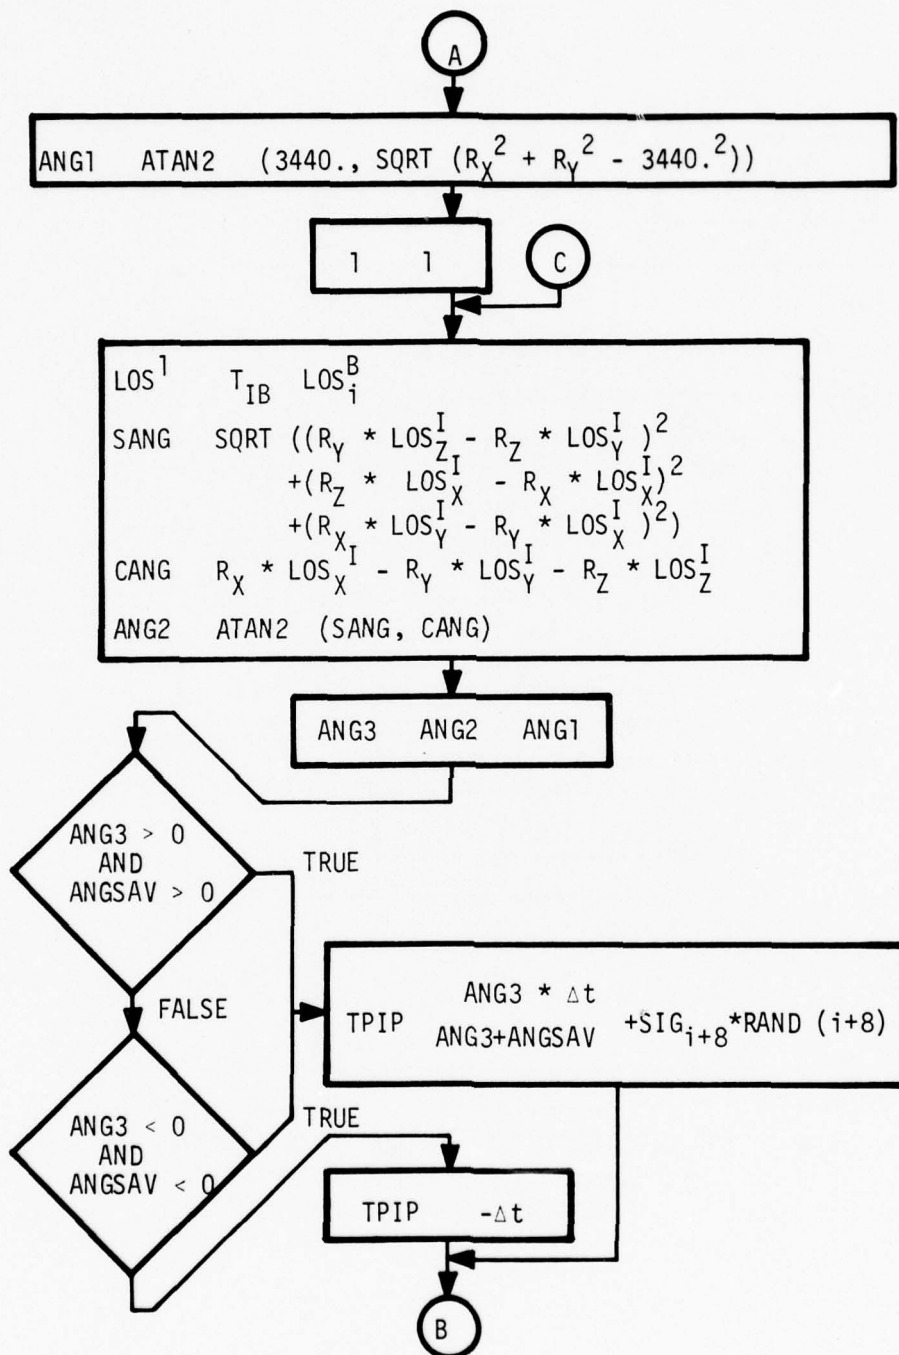 A
ANG1 ATAN2 (3440., SQRT (R_X^2 + R_Y^2 - 3440.^2))
1 1
C
LOS^1 T_IB LOS_i^B
SANG SQRT ((R_Y * LOS_Z^I - R_Z * LOS_Y^I )^2
+(R_Z * LOS_X^I - R_X * LOS_X^I)^2
+(R_X * LOS_Y^I - R_Y * LOS_X^I )^2)
CANG R_X * LOS_X^I - R_Y * LOS_Y^I - R_Z * LOS_Z^I
ANG2 ATAN2 (SANG, CANG)
ANG3 ANG2 ANG1
ANG3 > 0
AND
ANGSAV > 0
TRUE
FALSE
ANG3 * Δt
TPIP ANG3+ANGSAV +SIG_i+8*RAND (i+8)
ANG3 < 0
AND
ANGSAV < 0
TRUE
TPIP -Δt
B